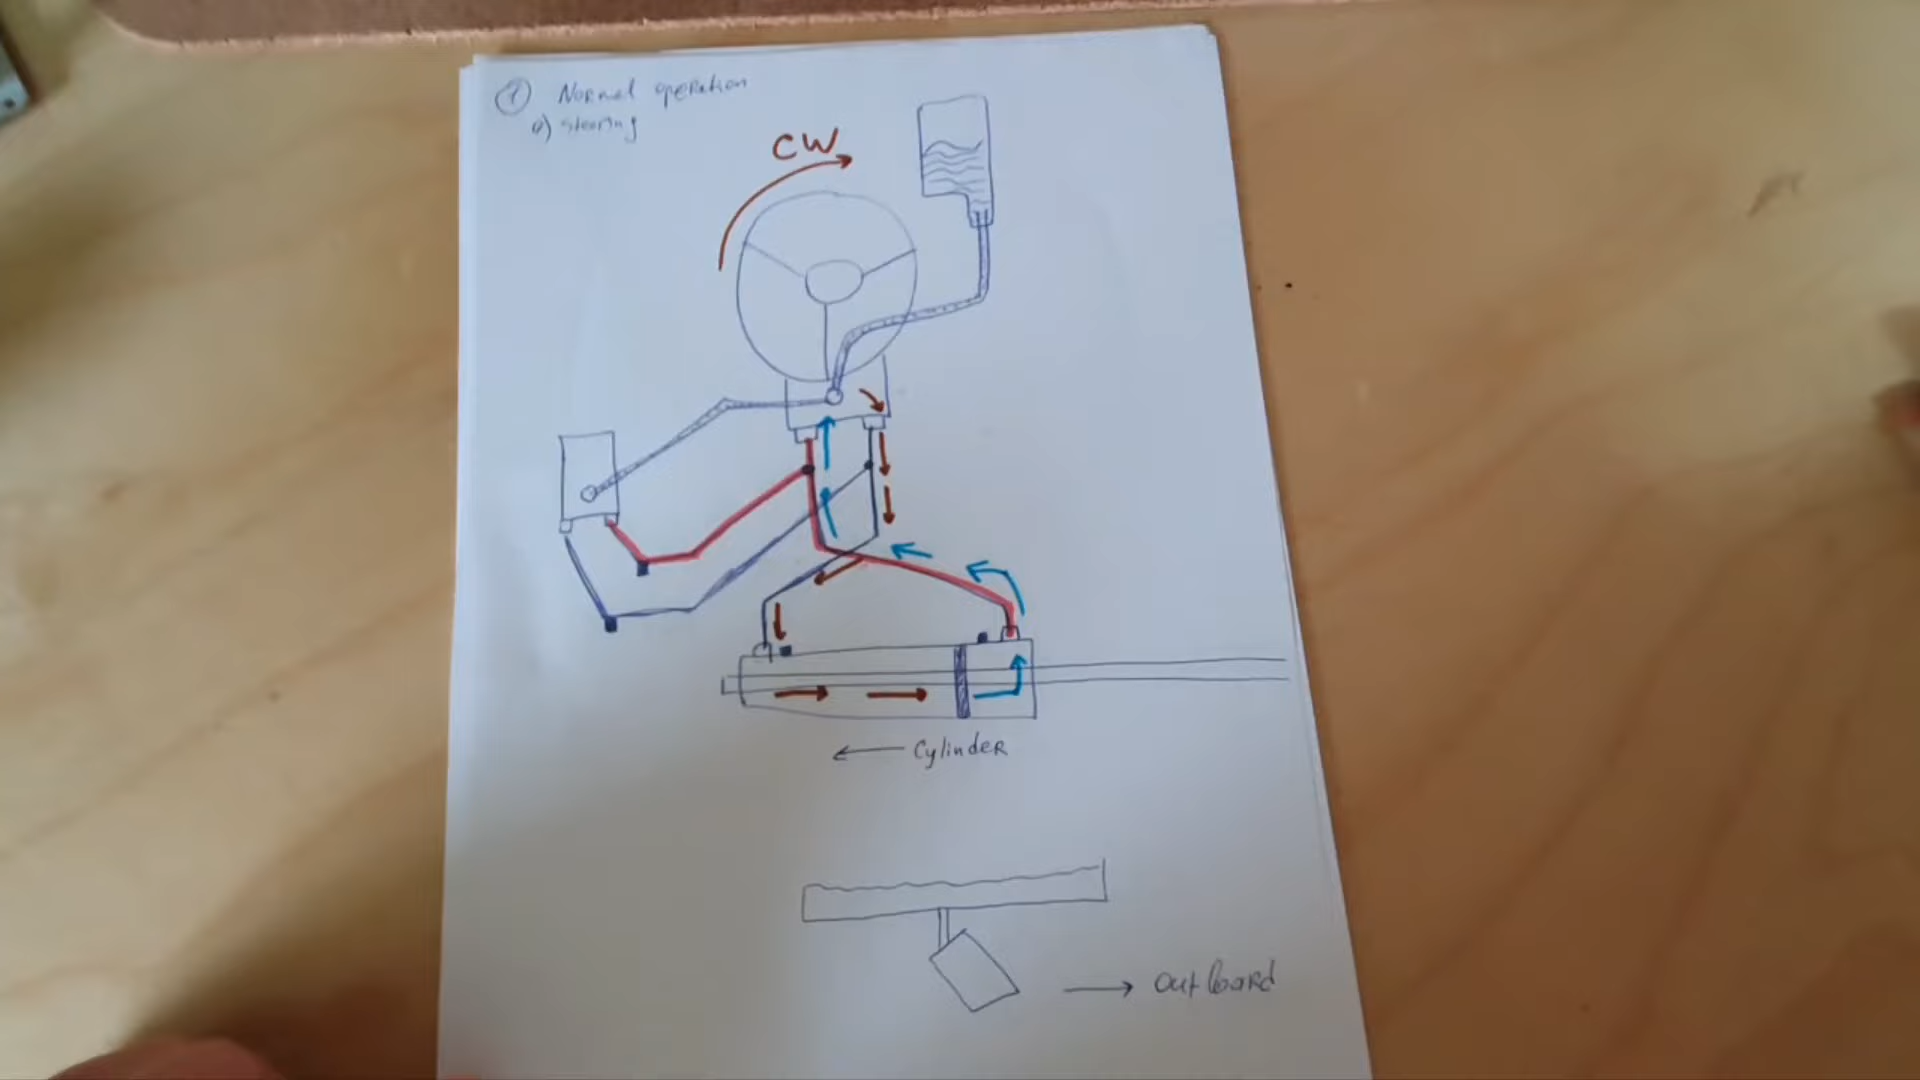 1 Normal operation
a) steering
CW
← Cylinder
→ Outboard